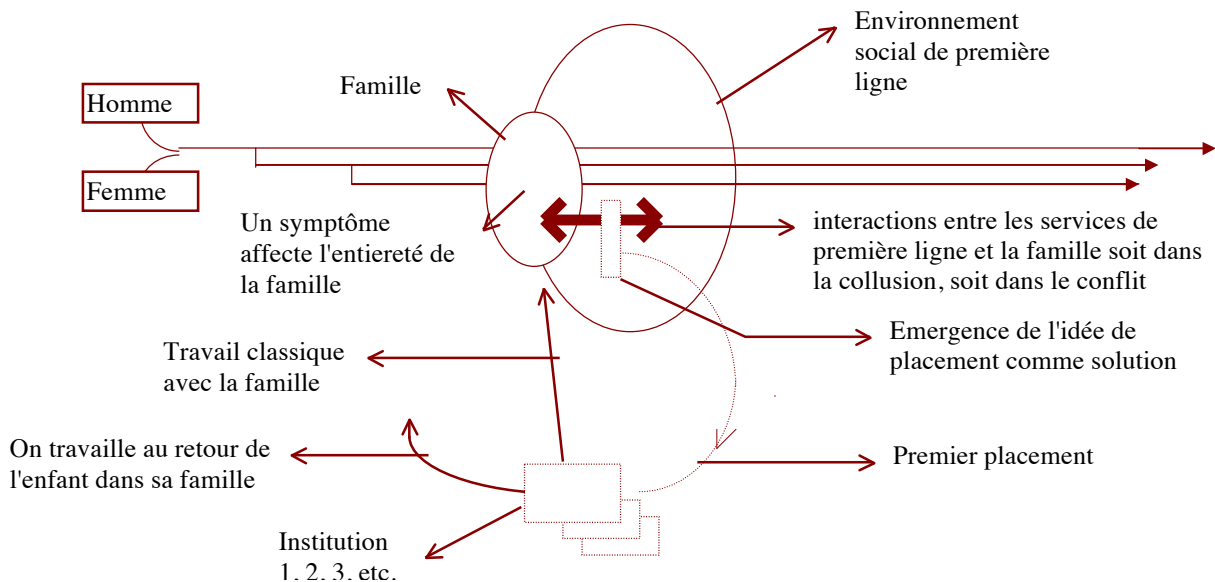 Environnement
social de première
ligne
Famille
Homme
Femme
Un symptôme
affecte l'entiereté de
la famille
interactions entre les services de
première ligne et la famille soit dans
la collusion, soit dans le conflit
Emergence de l'idée de
placement comme solution
Travail classique
avec la famille
On travaille au retour de
l'enfant dans sa famille
Premier placement
Institution
1, 2, 3, etc.